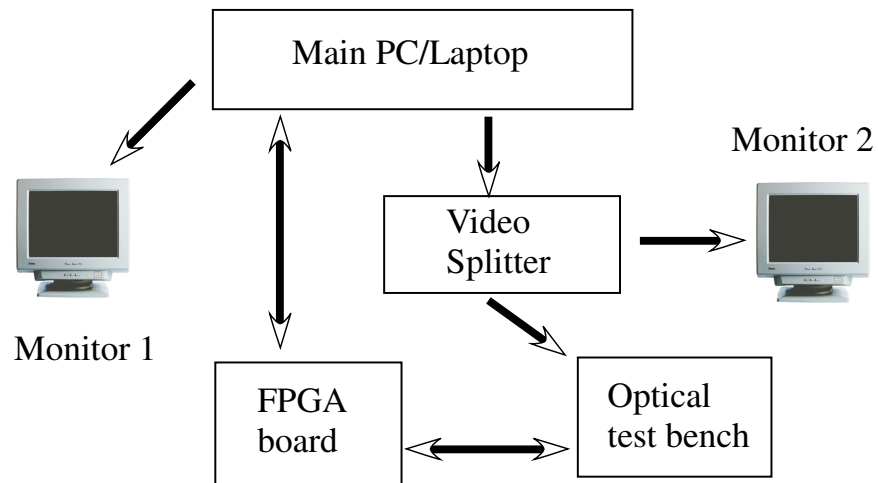 Main PC/Laptop
Monitor 2
Video
Splitter
Monitor 1
FPGA
board
Optical
test bench